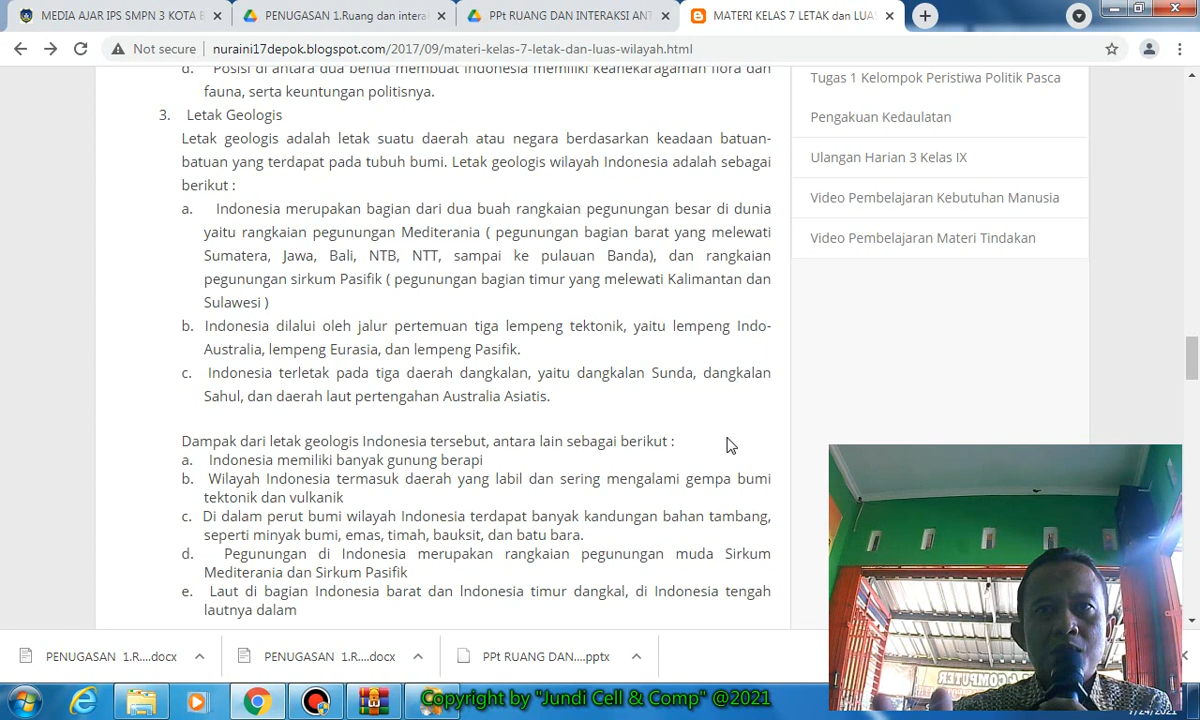 MEDIA AJAR IPS SMPN 3 KOTA B
PENUGASAN 1.Ruang dan intera
PPt RUANG DAN INTERAKSI ANT
MATERI KELAS 7 LETAK dan LUAS
Not secure
nuraini17depok.blogspot.com/2017/09/materi-kelas-7-letak-dan-luas-wilayah.html
d. Posisi di antara dua benua membuat Indonesia memiliki keanekaragaman flora dan
fauna, serta keuntungan politisnya.
3. Letak Geologis
Letak geologis adalah letak suatu daerah atau negara berdasarkan keadaan batuan-
batuan yang terdapat pada tubuh bumi. Letak geologis wilayah Indonesia adalah sebagai
berikut :
a. Indonesia merupakan bagian dari dua buah rangkaian pegunungan besar di dunia
yaitu rangkaian pegunungan Mediterania ( pegunungan bagian barat yang melewati
Sumatera, Jawa, Bali, NTB, NTT, sampai ke pulauan Banda), dan rangkaian
pegunungan sirkum Pasifik ( pegunungan bagian timur yang melewati Kalimantan dan
Sulawesi )
b. Indonesia dilalui oleh jalur pertemuan tiga lempeng tektonik, yaitu lempeng Indo-
Australia, lempeng Eurasia, dan lempeng Pasifik.
c. Indonesia terletak pada tiga daerah dangkalan, yaitu dangkalan Sunda, dangkalan
Sahul, dan daerah laut pertengahan Australia Asiatis.
Dampak dari letak geologis Indonesia tersebut, antara lain sebagai berikut :
a. Indonesia memiliki banyak gunung berapi
b. Wilayah Indonesia termasuk daerah yang labil dan sering mengalami gempa bumi
tektonik dan vulkanik
c. Di dalam perut bumi wilayah Indonesia terdapat banyak kandungan bahan tambang,
seperti minyak bumi, emas, timah, bauksit, dan batu bara.
d. Pegunungan di Indonesia merupakan rangkaian pegunungan muda Sirkum
Mediterania dan Sirkum Pasifik
e. Laut di bagian Indonesia barat dan Indonesia timur dangkal, di Indonesia tengah
lautnya dalam
Tugas 1 Kelompok Peristiwa Politik Pasca
Pengakuan Kedaulatan
Ulangan Harian 3 Kelas IX
Video Pembelajaran Kebutuhan Manusia
Video Pembelajaran Materi Tindakan
PENUGASAN 1.R....docx
PENUGASAN 1.R....docx
PPt RUANG DAN....pptx
Copyright by "Jundi Cell & Comp" @2021